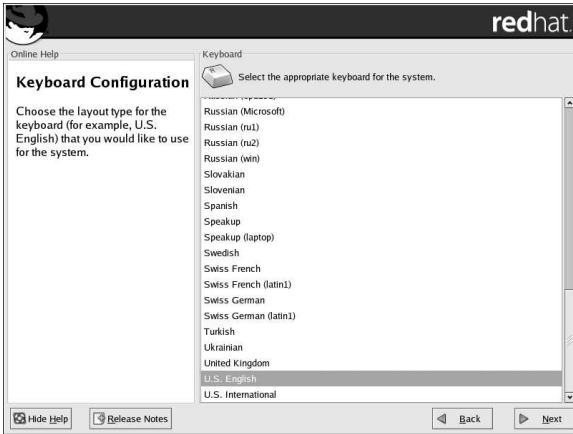 redhat.
Online Help
Keyboard Configuration
Choose the layout type for the
keyboard (for example, U.S.
English) that you would like to use
for the system.
Keyboard
Select the appropriate keyboard for the system.
Russian (Microsoft)
Russian (ru1)
Russian (ru2)
Russian (win)
Slovakian
Slovenian
Spanish
Speakup
Speakup (laptop)
Swedish
Swiss French
Swiss French (latin1)
Swiss German
Swiss German (latin1)
Turkish
Ukrainian
United Kingdom
U.S. English
U.S. International
Hide Help
Release Notes
Back
Next